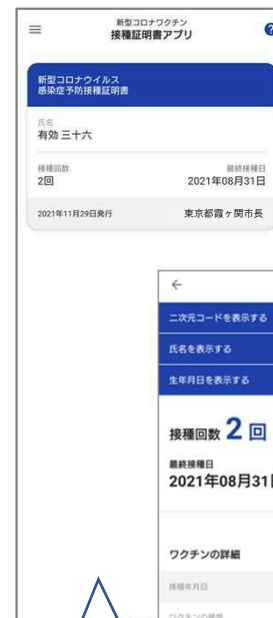 新型コロナワクチン
接種証明書アプリ
新型コロナウイルス
感染症予防接種証明書
氏名
有効 三十六
接種回数 最終接種日
2回 2021年08月31日
2021年11月29日発行 東京都霞ヶ関市長
二次元コードを表示する
氏名を表示する
生年月日を表示する
接種回数 2 回
最終接種日
2021年08月31日
ワクチンの詳細
接種年月日
ワクチンの種類